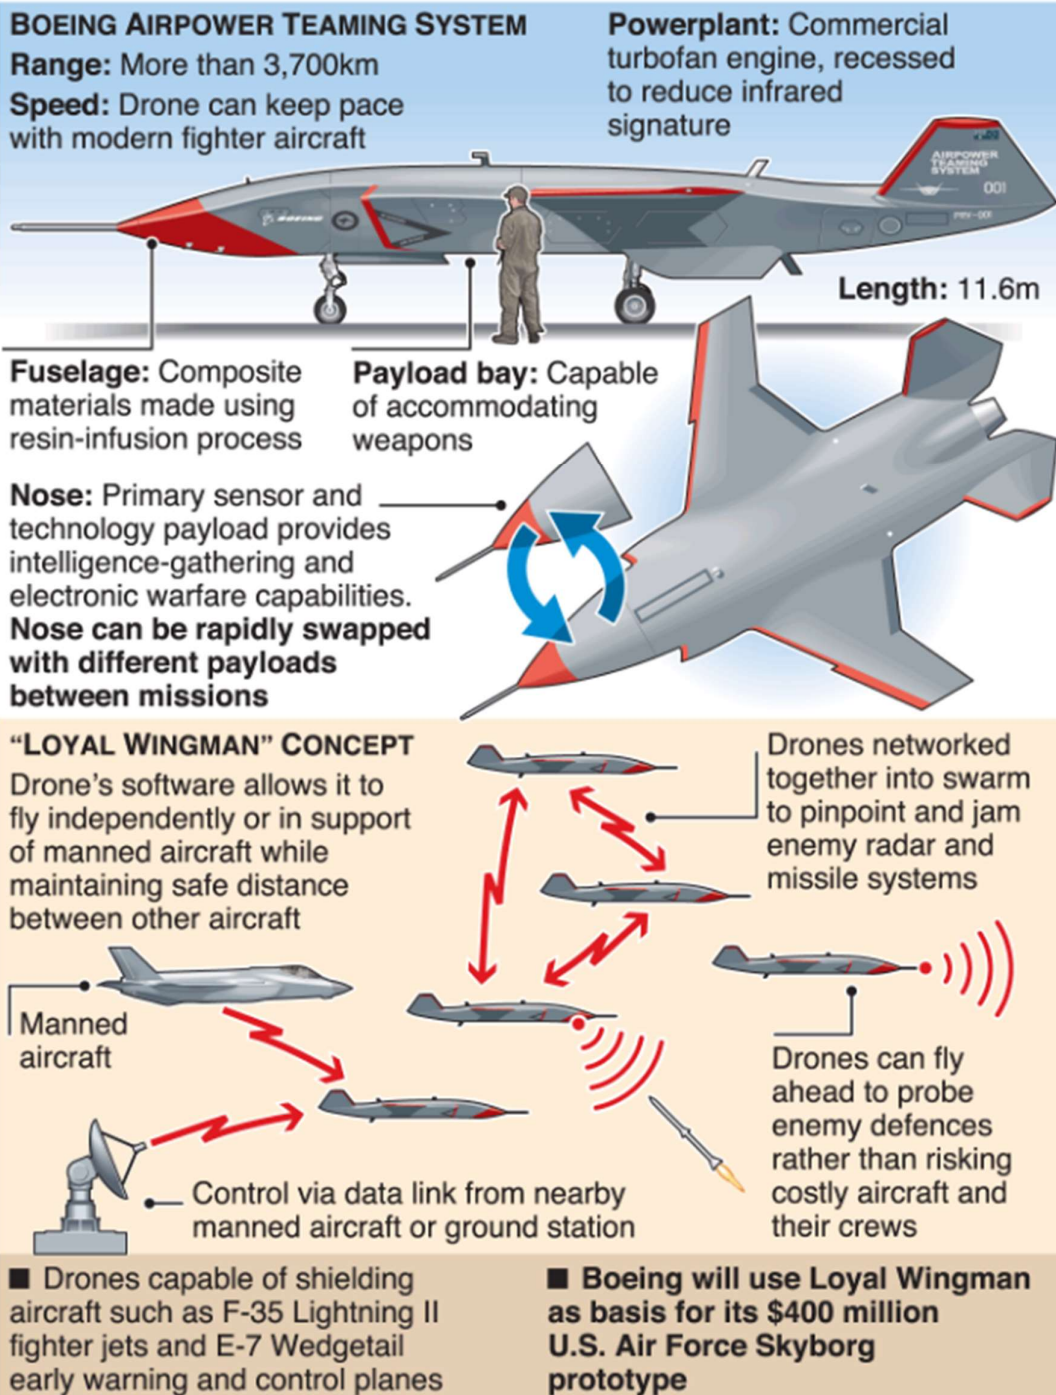 BOEING AIRPOWER TEAMING SYSTEM
Range: More than 3,700km
Speed: Drone can keep pace
with modern fighter aircraft
Powerplant: Commercial
turbofan engine, recessed
to reduce infrared
signature
AIRPOWER
TEAMING
SYSTEM
001
BOEING
Length: 11.6m
Fuselage: Composite
materials made using
resin-infusion process
Payload bay: Capable
of accommodating
weapons
Nose: Primary sensor and
technology payload provides
intelligence-gathering and
electronic warfare capabilities.
Nose can be rapidly swapped
with different payloads
between missions
“LOYAL WINGMAN” CONCEPT
Drone's software allows it to
fly independently or in support
of manned aircraft while
maintaining safe distance
between other aircraft
Drones networked
together into swarm
to pinpoint and jam
enemy radar and
missile systems
Manned
aircraft
Drones can fly
ahead to probe
enemy defences
rather than risking
costly aircraft and
their crews
Control via data link from nearby
manned aircraft or ground station
■ Drones capable of shielding
aircraft such as F-35 Lightning II
fighter jets and E-7 Wedgetail
early warning and control planes
■ Boeing will use Loyal Wingman
as basis for its $400 million
U.S. Air Force Skyborg
prototype